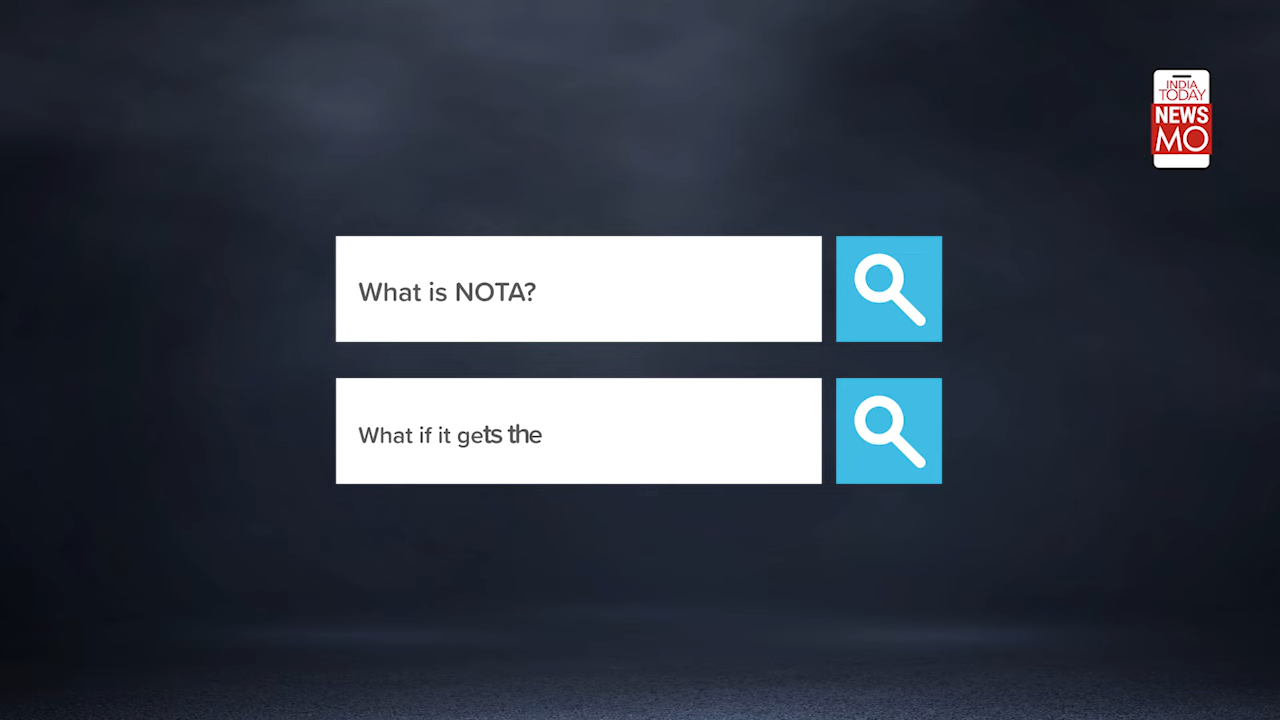 INDIA
TODAY
NEWS
MO
What is NOTA?
What if it gets the